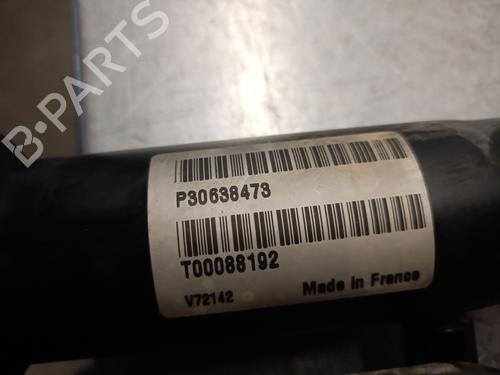 B-PARTS
P30638473
T00088192
V72142 Made in France